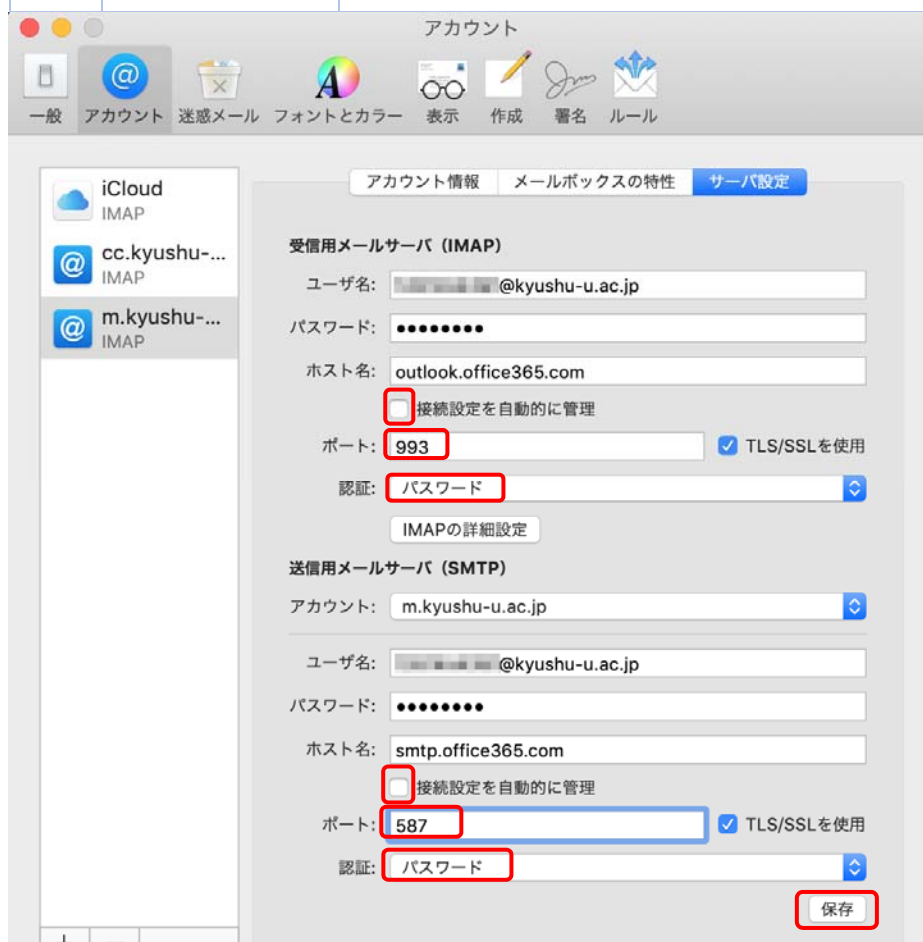 アカウント
一般 アカウント 迷惑メール フォントとカラー 表示 作成 署名 ルール
iCloud
IMAP
cc.kyushu-...
IMAP
m.kyushu-...
IMAP
アカウント情報 メールボックスの特性 サーバ設定
受信用メールサーバ（IMAP）
ユーザ名: @kyushu-u.ac.jp
パスワード: ●●●●●●●●
ホスト名: outlook.office365.com
接続設定を自動的に管理
ポート: 993 TLS/SSLを使用
認証: パスワード
IMAPの詳細設定
送信用メールサーバ（SMTP）
アカウント: m.kyushu-u.ac.jp
ユーザ名: @kyushu-u.ac.jp
パスワード: ●●●●●●●●
ホスト名: smtp.office365.com
接続設定を自動的に管理
ポート: 587 TLS/SSLを使用
認証: パスワード
保存